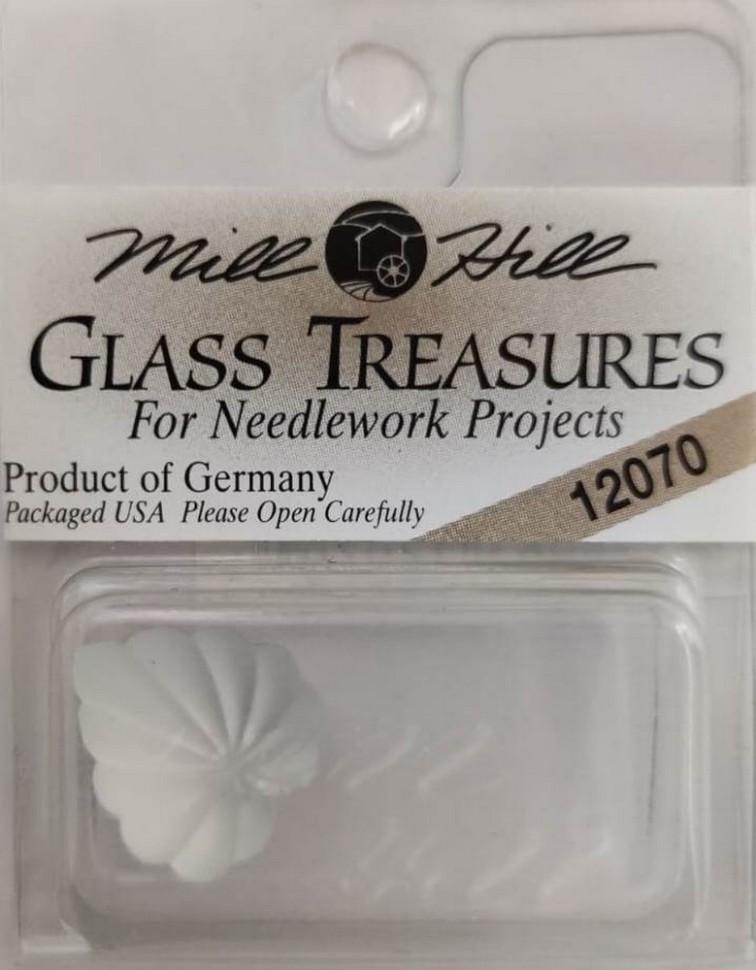 Mill Hill
GLASS TREASURES
For Needlework Projects
Product of Germany
12070
Packaged USA Please Open Carefully